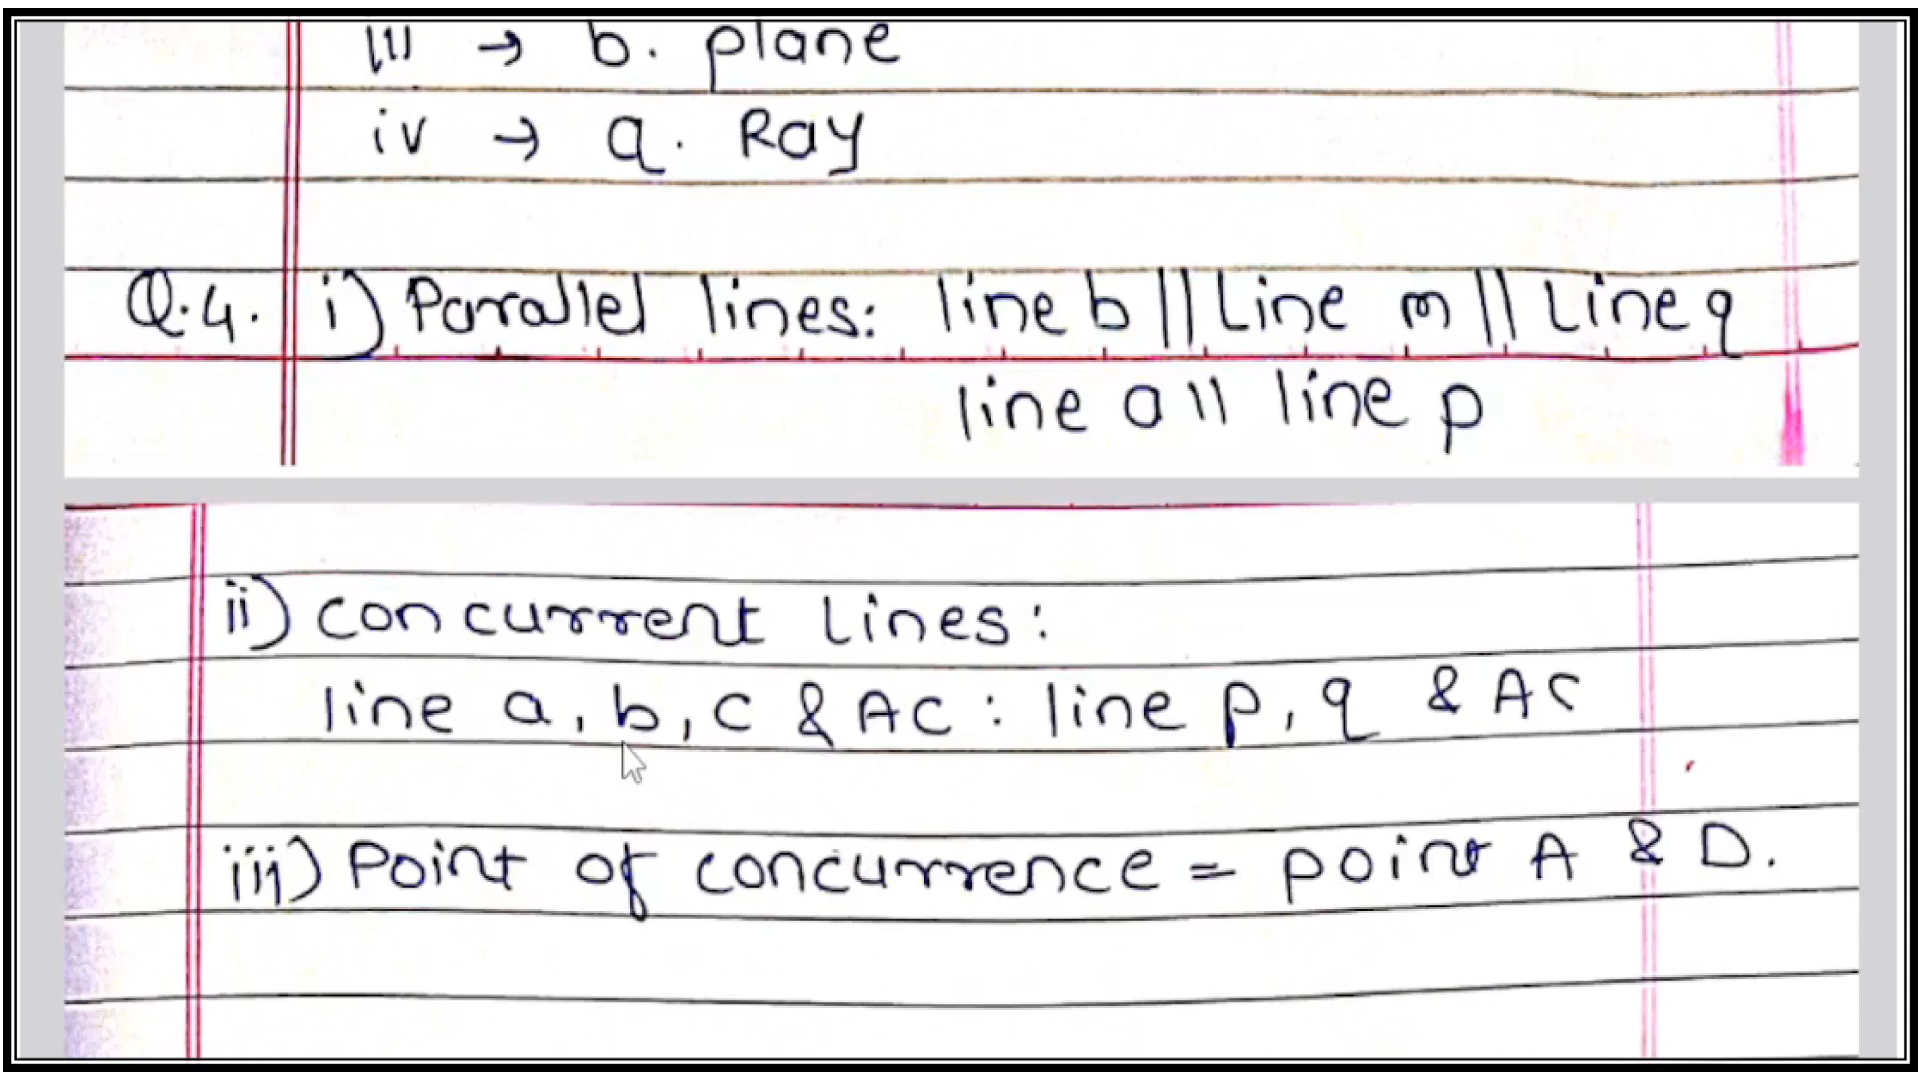 iii → b. plane
iv → a. Ray
Q.4. i) Parallel lines: line b || Line m || Line q
line a || line p
ii) concurrent Lines:
line a, b, c & AC : line p, q & AC
iii) Point of concurrence = point A & D.